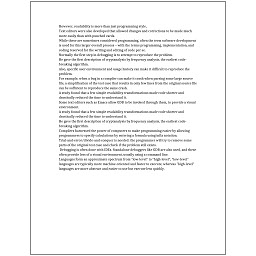 However, readability is more than just programming style.
Text editors were also developed that allowed changes and corrections to be made much
more easily than with punched cards.
While these are sometimes considered programming, often the term software development
is used for this larger overall process – with the terms programming, implementation, and
coding reserved for the writing and editing of code per se.
Normally the first step in debugging is to attempt to reproduce the problem.
He gave the first description of cryptanalysis by frequency analysis, the earliest
code-breaking algorithm.
Also, specific user environment and usage history can make it difficult to reproduce the
problem.
For example, when a bug in a compiler can make it crash when parsing some large source
file, a simplification of the test case that results in only few lines from the original source file
can be sufficient to reproduce the same crash.
A study found that a few simple readability transformations made code shorter and
drastically reduced the time to understand it.
Some text editors such as Emacs allow GDB to be invoked through them, to provide a visual
environment.
A study found that a few simple readability transformations made code shorter and
drastically reduced the time to understand it.
He gave the first description of cryptanalysis by frequency analysis, the earliest
code-breaking algorithm.
Compilers harnessed the power of computers to make programming easier by allowing
programmers to specify calculations by entering a formula using infix notation.
Trial-and-error/divide-and-conquer is needed: the programmer will try to remove some
parts of the original test case and check if the problem still exists.
Debugging is often done with IDEs. Standalone debuggers like GDB are also used, and these
often provide less of a visual environment, usually using a command line.
Languages form an approximate spectrum from "low-level" to "high-level"; "low-level"
languages are typically more machine-oriented and faster to execute, whereas "high-level"
languages are more abstract and easier to use but execute less quickly.